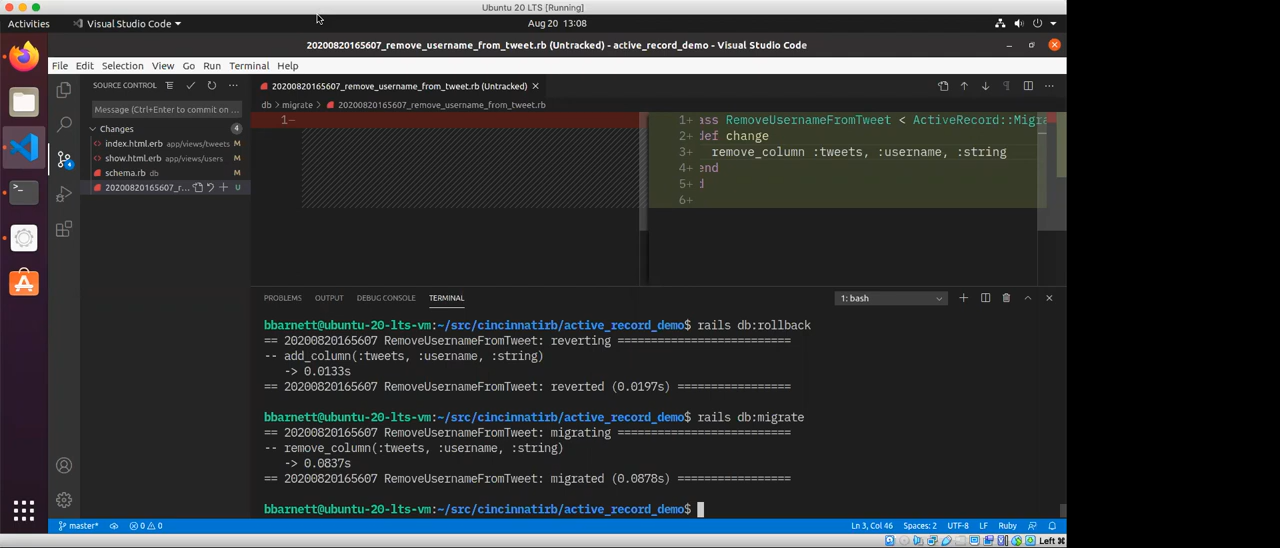 Ubuntu 20 LTS [Running]
Activities
Visual Studio Code
Aug 20 13:08
20200820165607_remove_username_from_tweet.rb (Untracked) - active_record_demo - Visual Studio Code
File Edit Selection View Go Run Terminal Help
SOURCE CONTROL
20200820165607_remove_username_from_tweet.rb (Untracked)
Message (Ctrl+Enter to commit on …
db › migrate › 20200820165607_remove_username_from_tweet.rb
Changes 4
index.html.erb app/views/tweets M
show.html.erb app/views/users M
schema.rb db M
20200820165607_r… U
1−
1+ ass RemoveUsernameFromTweet < ActiveRecord::Migra
2+ def change
3+ remove_column :tweets, :username, :string
4+ end
5+ d
6+
4
PROBLEMS OUTPUT DEBUG CONSOLE TERMINAL
1: bash
bbarnett@ubuntu-20-lts-vm:~/src/cincinnatirb/active_record_demo$ rails db:rollback
== 20200820165607 RemoveUsernameFromTweet: reverting ==========================
-- add_column(:tweets, :username, :string)
-> 0.0133s
== 20200820165607 RemoveUsernameFromTweet: reverted (0.0197s) =================
bbarnett@ubuntu-20-lts-vm:~/src/cincinnatirb/active_record_demo$ rails db:migrate
== 20200820165607 RemoveUsernameFromTweet: migrating ==========================
-- remove_column(:tweets, :username, :string)
-> 0.0837s
== 20200820165607 RemoveUsernameFromTweet: migrated (0.0878s) =================
bbarnett@ubuntu-20-lts-vm:~/src/cincinnatirb/active_record_demo$
master* 0 0
Ln 3, Col 46 Spaces: 2 UTF-8 LF Ruby
Left ⌘